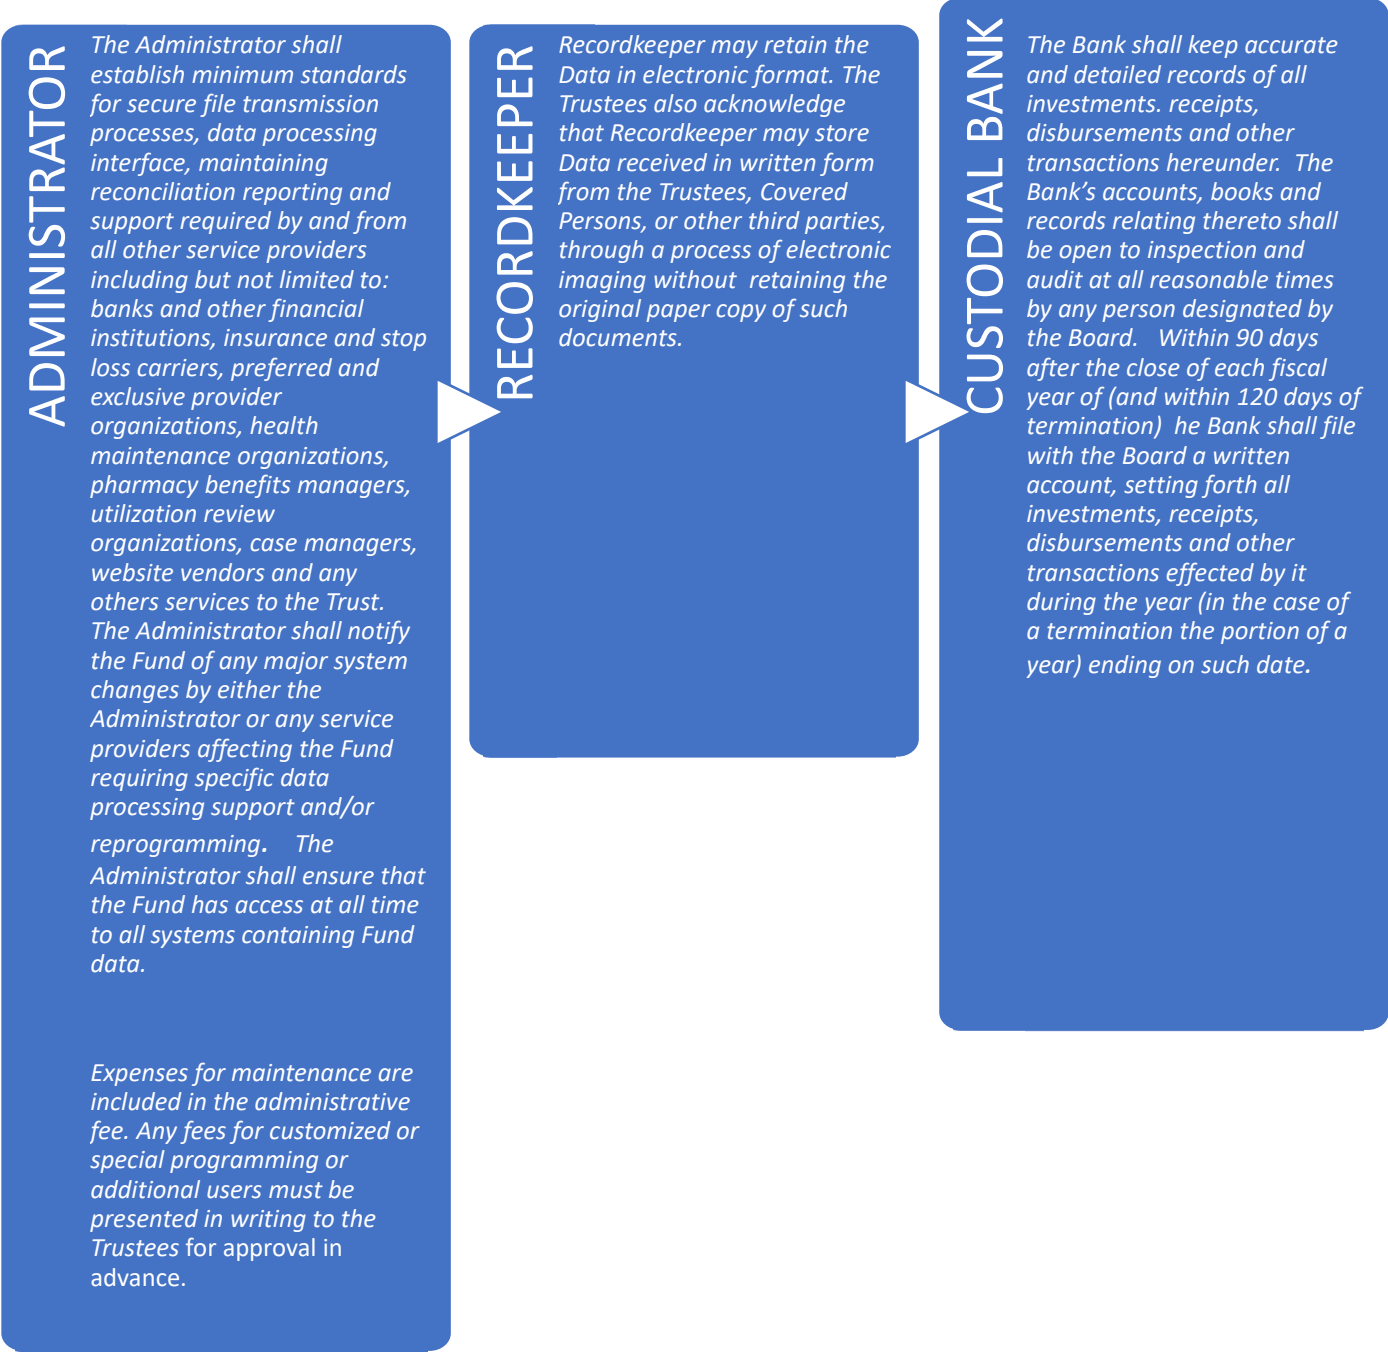 ADMINISTRATOR
The Administrator shall
establish minimum standards
for secure file transmission
processes, data processing
interface, maintaining
reconciliation reporting and
support required by and from
all other service providers
including but not limited to:
banks and other financial
institutions, insurance and stop
loss carriers, preferred and
exclusive provider
organizations, health
maintenance organizations,
pharmacy benefits managers,
utilization review
organizations, case managers,
website vendors and any
others services to the Trust.
The Administrator shall notify
the Fund of any major system
changes by either the
Administrator or any service
providers affecting the Fund
requiring specific data
processing support and/or
reprogramming.   The
Administrator shall ensure that
the Fund has access at all time
to all systems containing Fund
data.
Expenses for maintenance are
included in the administrative
fee. Any fees for customized or
special programming or
additional users must be
presented in writing to the
Trustees for approval in
advance.
RECORDKEEPER
Recordkeeper may retain the
Data in electronic format. The
Trustees also acknowledge
that Recordkeeper may store
Data received in written form
from the Trustees, Covered
Persons, or other third parties,
through a process of electronic
imaging without  retaining the
original paper copy of such
documents.
CUSTODIAL BANK
The Bank shall keep accurate
and detailed records of all
investments. receipts,
disbursements and other
transactions hereunder.  The
Bank's accounts, books and
records relating thereto shall
be open to inspection and
audit at all reasonable times
by any person designated by
the Board.   Within 90 days
after the close of each fiscal
year of (and within 120 days of
termination)  he Bank shall file
with the Board a written
account, setting forth all
investments, receipts,
disbursements and other
transactions effected by it
during the year (in the case of
a termination the portion of a
year) ending on such date.